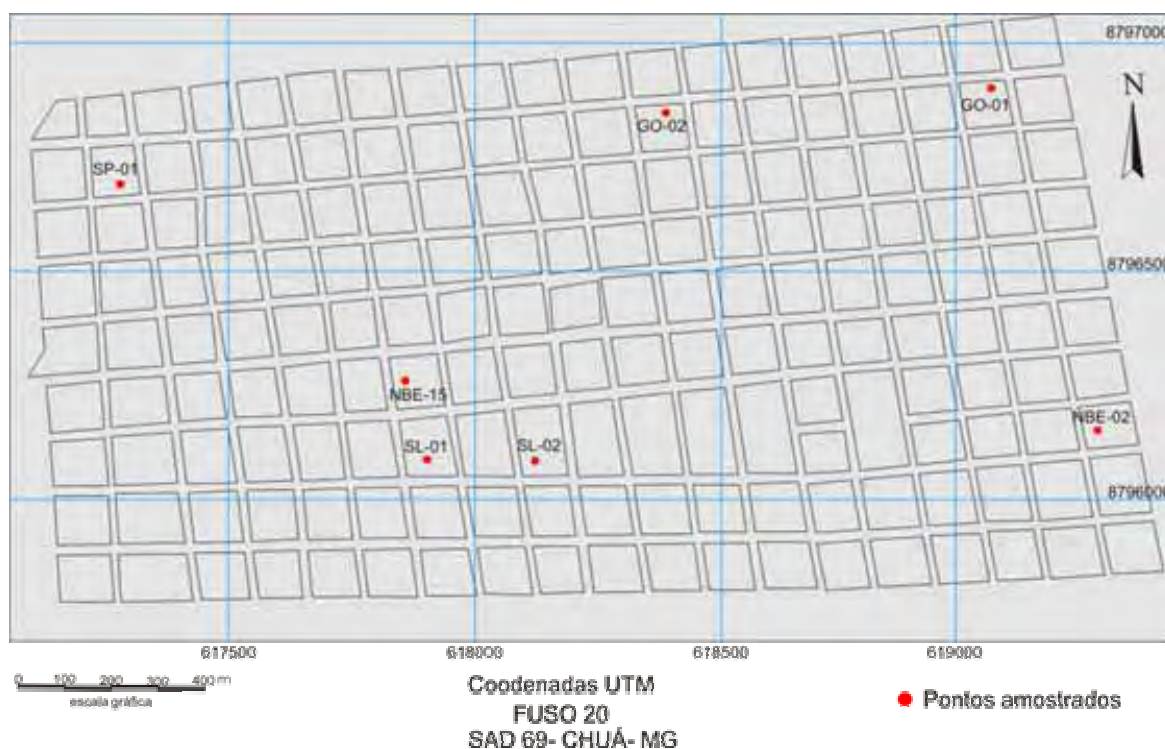 8797000
N
GO-01
GO-02
SP-01
8796500
NBE-15
NBE-02
SL-01
SL-02
8796000
617500
618000
618500
619000
0 100 200 300 400 m
escala gráfica
Coodenadas UTM
FUSO 20
SAD 69- CHUÁ- MG
Pontos amostrados